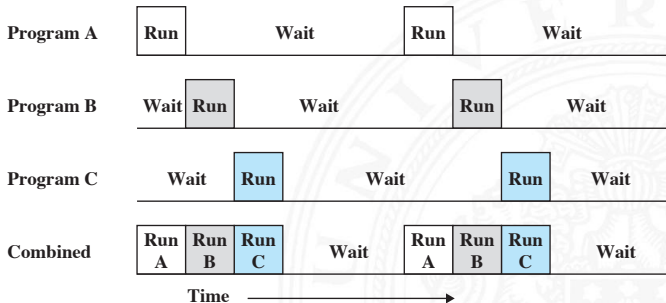 Program A Run Wait Run Wait
Program B Wait Run Wait Run Wait
Program C Wait Run Wait Run Wait
Combined Run A Run B Run C Wait Run A Run B Run C Wait
Time
UNIVER